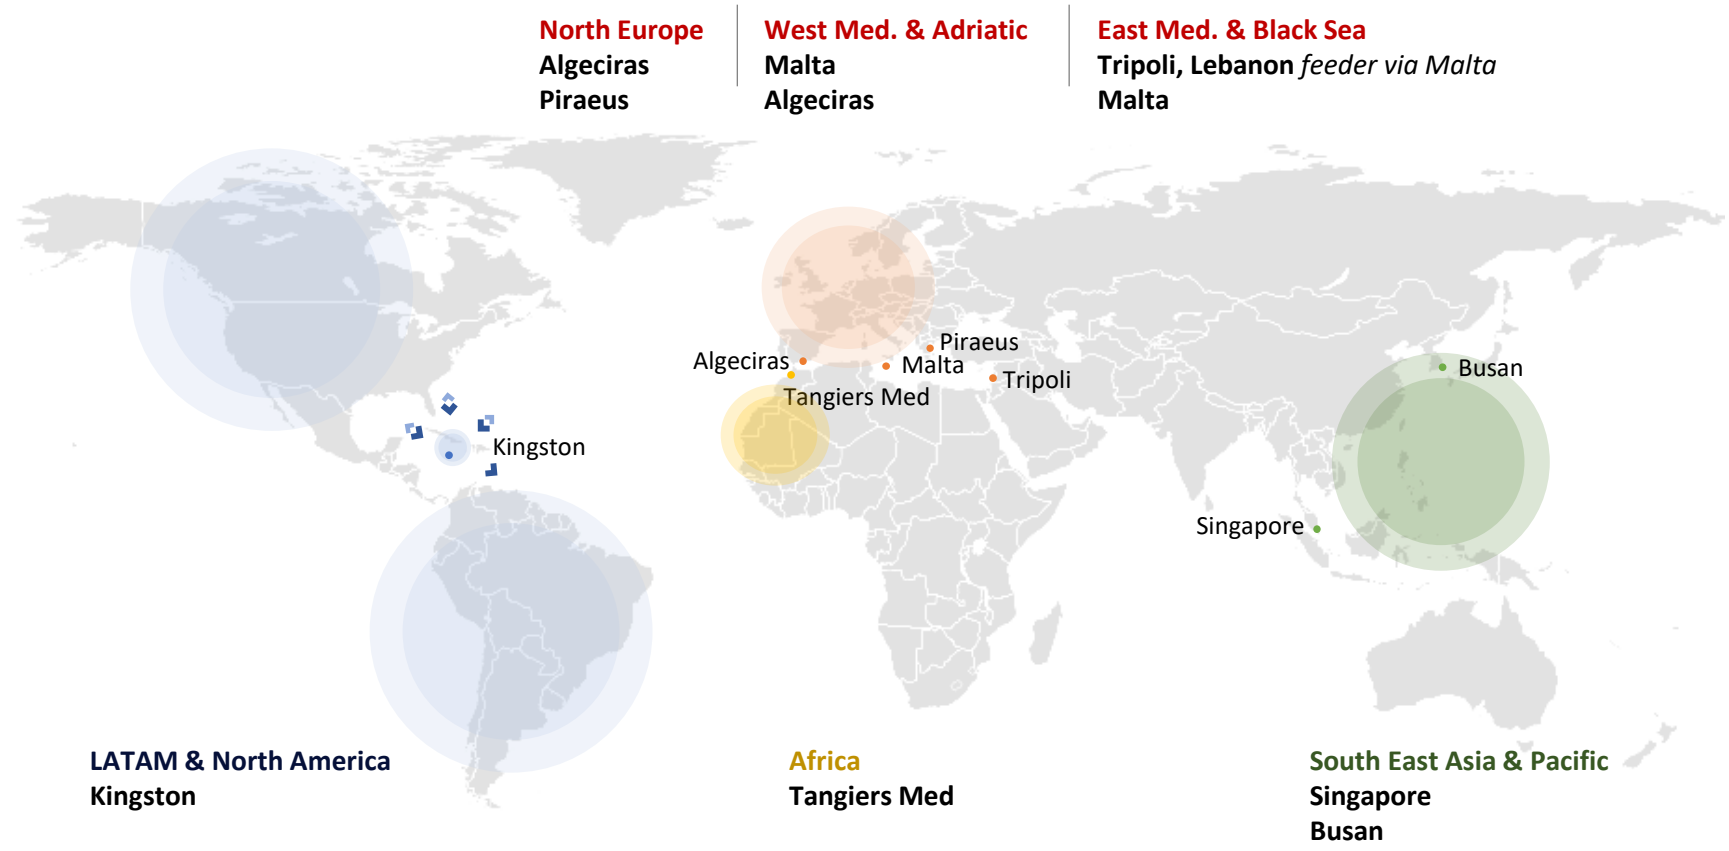 North Europe
Algeciras
Piraeus
West Med. & Adriatic
Malta
Algeciras
East Med. & Black Sea
Tripoli, Lebanon feeder via Malta
Malta
Piraeus
Algeciras
Malta
Tripoli
Tangiers Med
Busan
Kingston
Singapore
LATAM & North America
Kingston
Africa
Tangiers Med
South East Asia & Pacific
Singapore
Busan